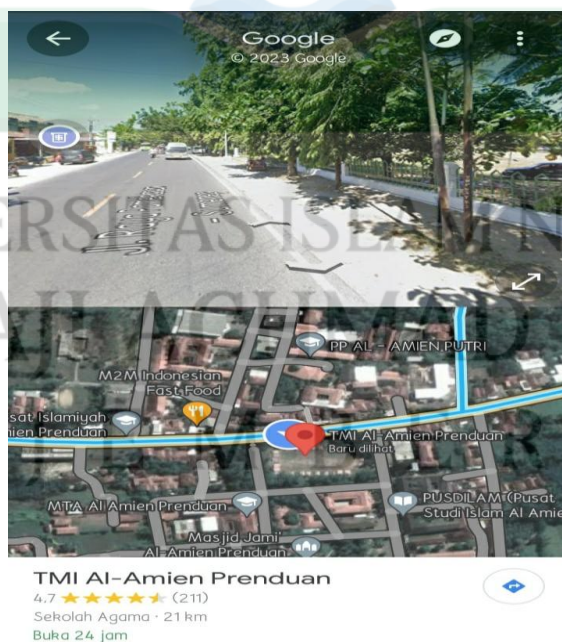 Google
© 2023 Google
PP AL - AMIEN PUTRI
M2M Indonesian
Fast Food
sat Islamiyah
ien Prenduan
TMI Al-Amien Prenduan
Baru dilihat
MTA Al Amien Prenduan
PUSDILAM (Pusat
Studi Islam Al Amie
Masjid Jami'
Al-Amien Prenduan
TMI Al-Amien Prenduan
4.7 (211)
Sekolah Agama · 21 km
Buka 24 jam